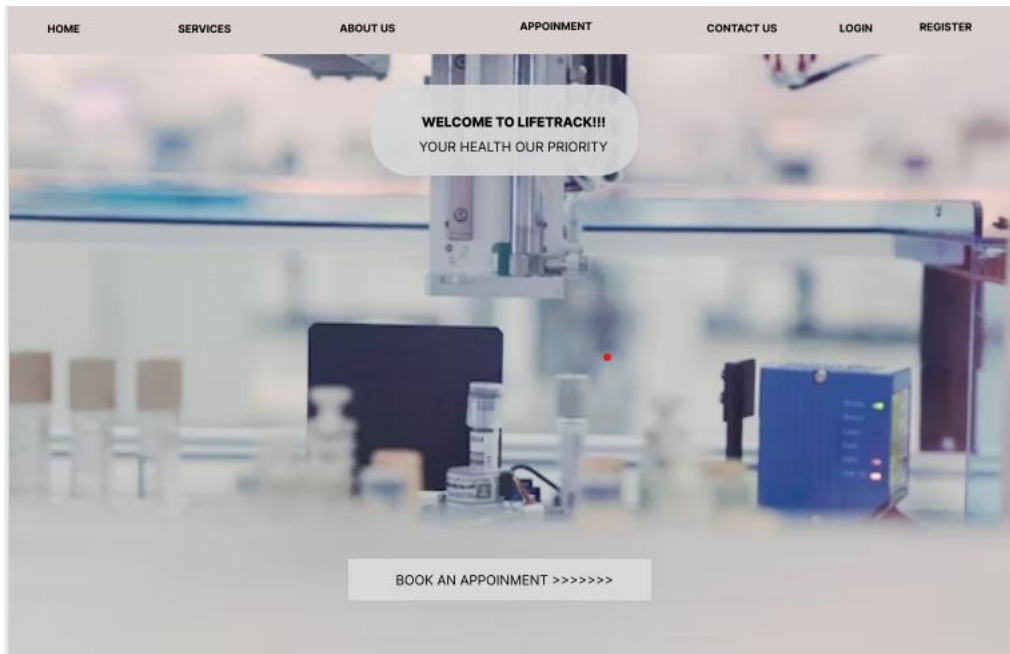 HOME SERVICES ABOUT US APPOINMENT CONTACT US LOGIN REGISTER
WELCOME TO LIFETRACK!!!
YOUR HEALTH OUR PRIORITY
BOOK AN APPOINMENT >>>>>>>